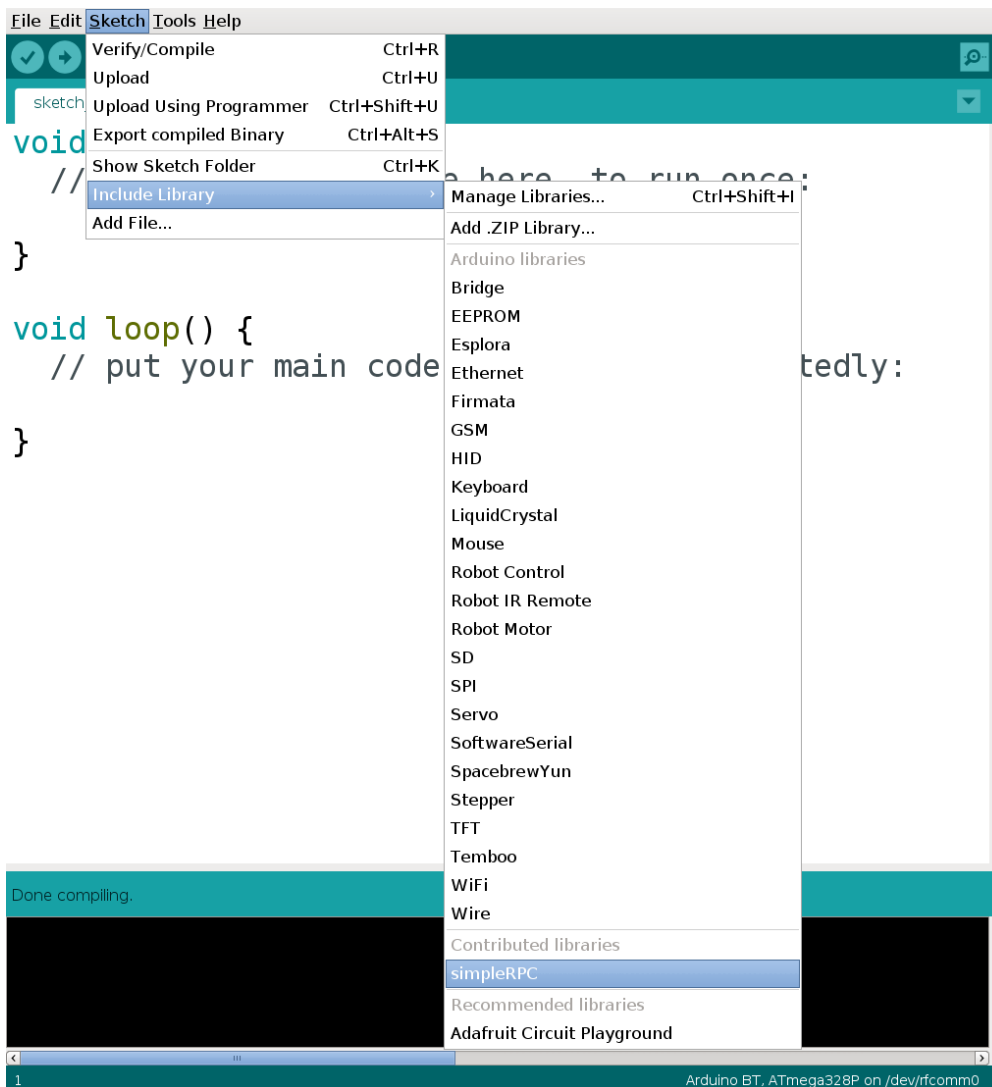 File Edit Sketch Tools Help
Verify/Compile Ctrl+R
Upload Ctrl+U
sketch
Upload Using Programmer Ctrl+Shift+U
Export compiled Binary Ctrl+Alt+S
void
Show Sketch Folder Ctrl+K
// here, to run once:
Include Library
Manage Libraries... Ctrl+Shift+I
Add File...
Add .ZIP Library...
}
Arduino libraries
Bridge
EEPROM
void loop() {
Esplora
// put your main code tedly:
Ethernet
Firmata
GSM
}
HID
Keyboard
LiquidCrystal
Mouse
Robot Control
Robot IR Remote
Robot Motor
SD
SPI
Servo
SoftwareSerial
SpacebrewYun
Stepper
TFT
Temboo
WiFi
Done compiling.
Wire
Contributed libraries
simpleRPC
Recommended libraries
Adafruit Circuit Playground
1 Arduino BT, ATmega328P on /dev/rfcomm0